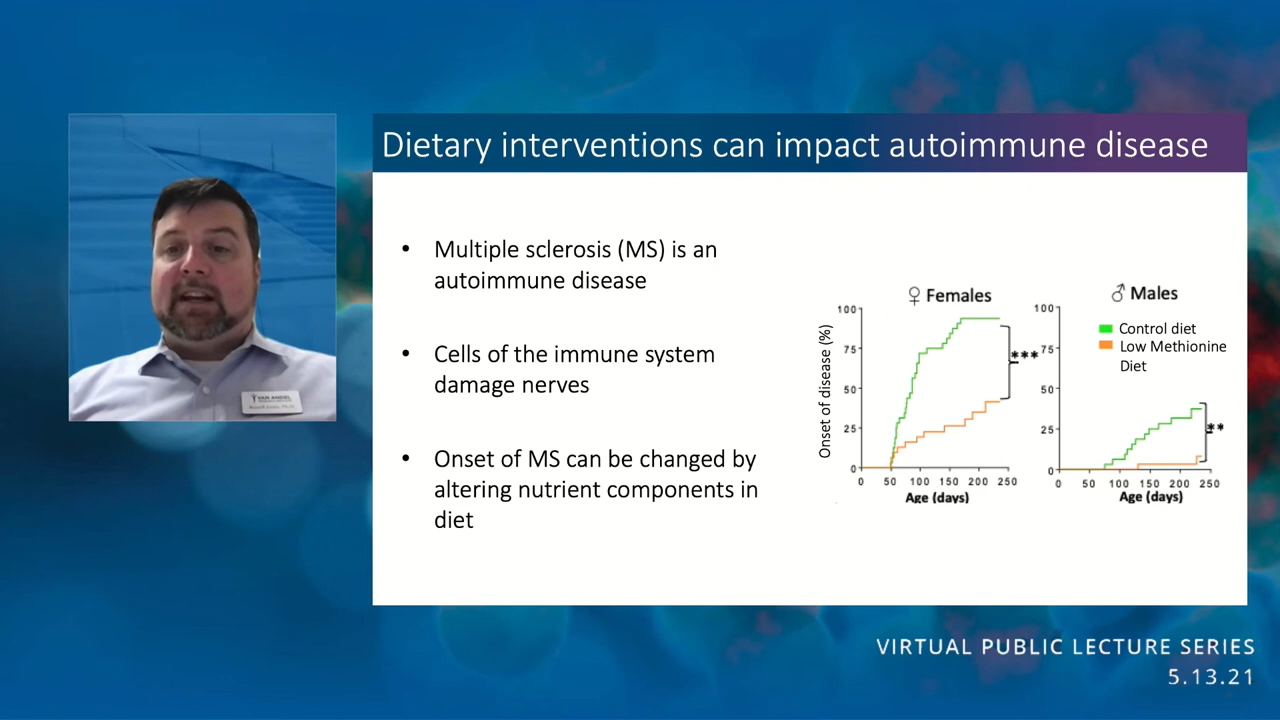 Dietary interventions can impact autoimmune disease
VAN ANDEL
• Multiple sclerosis (MS) is an
autoimmune disease
• Cells of the immune system
damage nerves
• Onset of MS can be changed by
altering nutrient components in
diet
♀ Females
Onset of disease (%)
100
75
50
25
0
0 50 100 150 200 250
Age (days)
***
♂ Males
Control diet
Low Methionine
Diet
100
75
50
25
0
0 50 100 150 200 250
Age (days)
**
VIRTUAL PUBLIC LECTURE SERIES
5.13.21